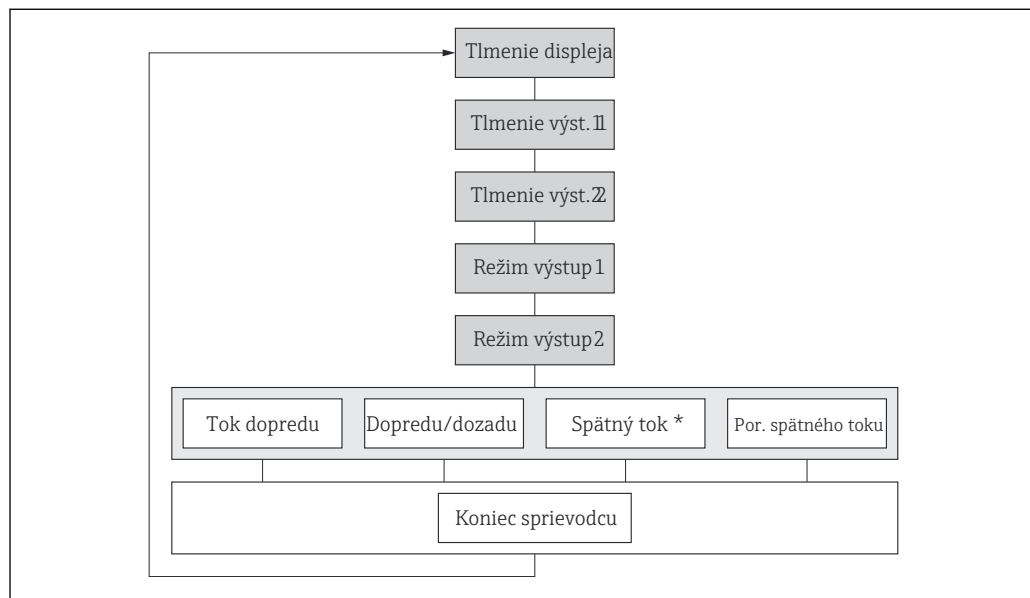 Tlmenie displeja
Tlmenie výst. 1
Tlmenie výst. 2
Režim výstup 1
Režim výstup 2
Tok dopredu
Dopredu/dozadu
Spätný tok *
Por. spätného toku
Koniec sprievodcu